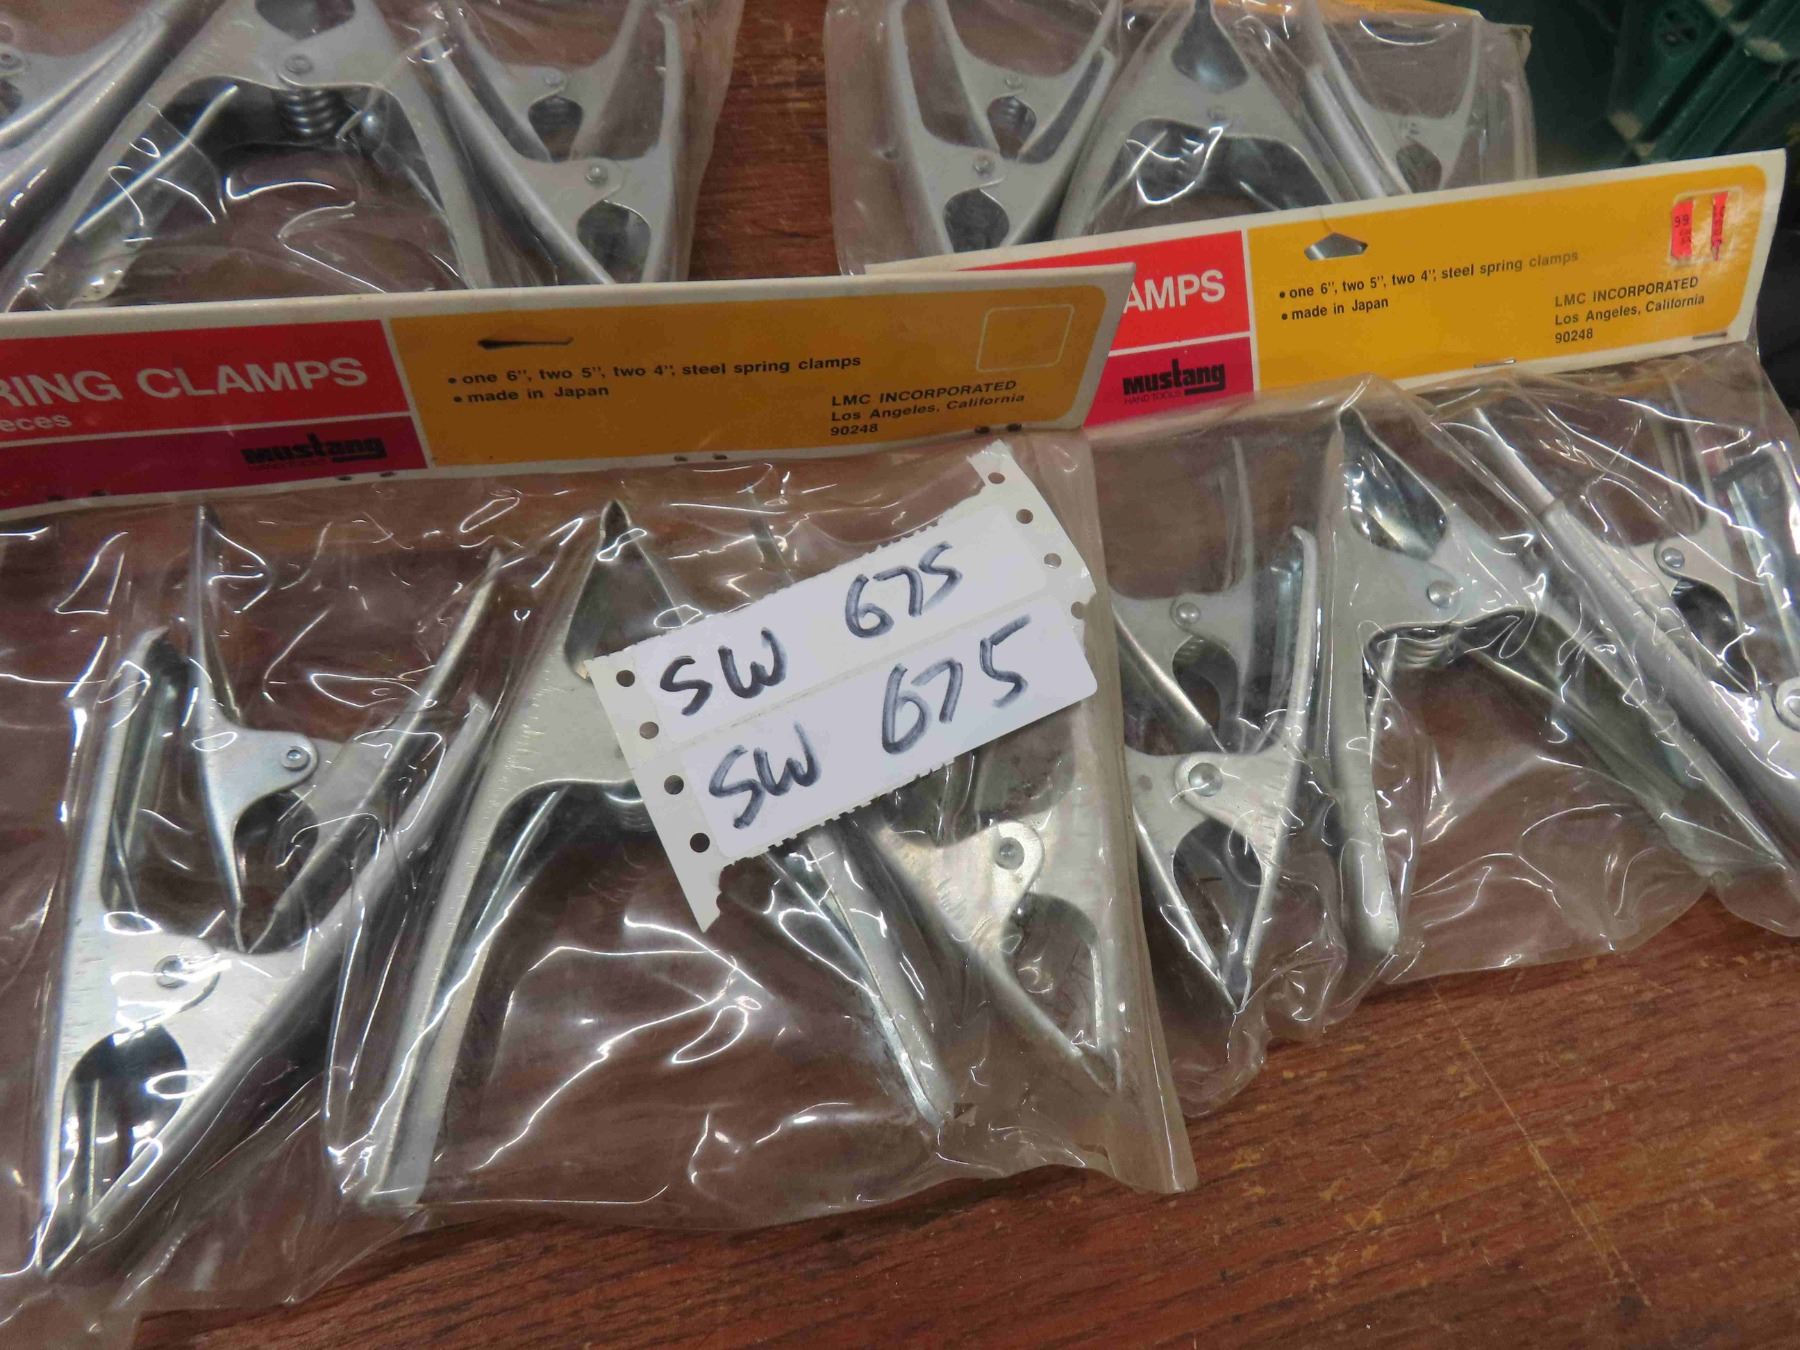 RING CLAMPS
eces
mustang
HAND TOOLS
• one 6", two 5", two 4", steel spring clamps
• made in Japan
LMC INCORPORATED
Los Angeles, California
90248
AMPS
mustang
HAND TOOLS
• one 6", two 5", two 4", steel spring clamps
• made in Japan
LMC INCORPORATED
Los Angeles, California
90248
SW 675
SW 675